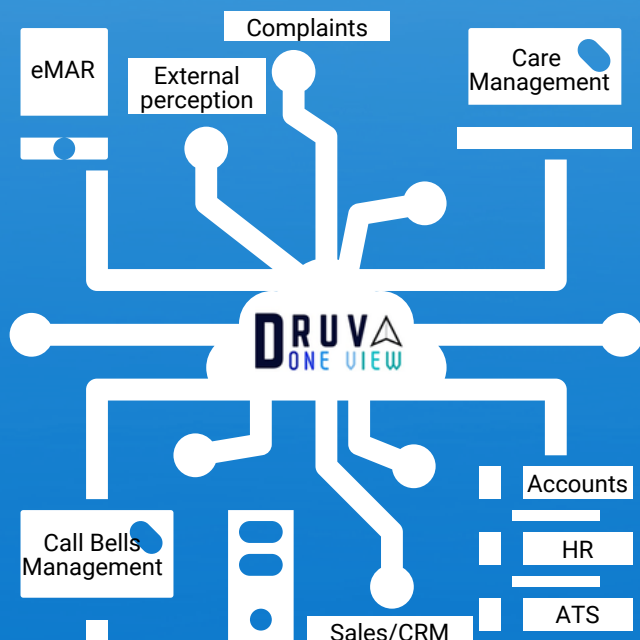 Complaints
eMAR
External
perception
Care
Management
DRUVA
ONE VIEW
Accounts
Call Bells
Management
HR
ATS
Sales/CRM